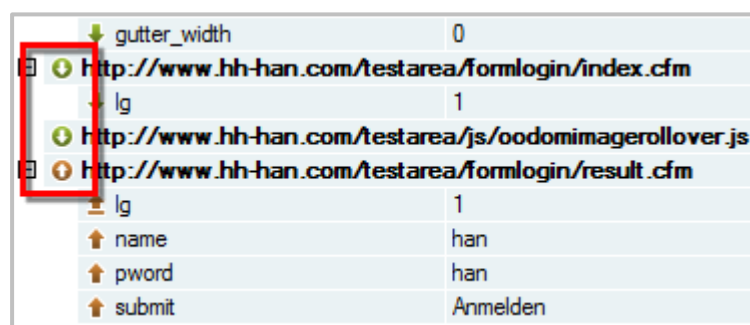 gutter_width 0
http://www.hh-han.com/testarea/formlogin/index.cfm
lg 1
http://www.hh-han.com/testarea/js/oodomimagerollover.js
http://www.hh-han.com/testarea/formlogin/result.cfm
lg 1
name han
pword han
submit Anmelden